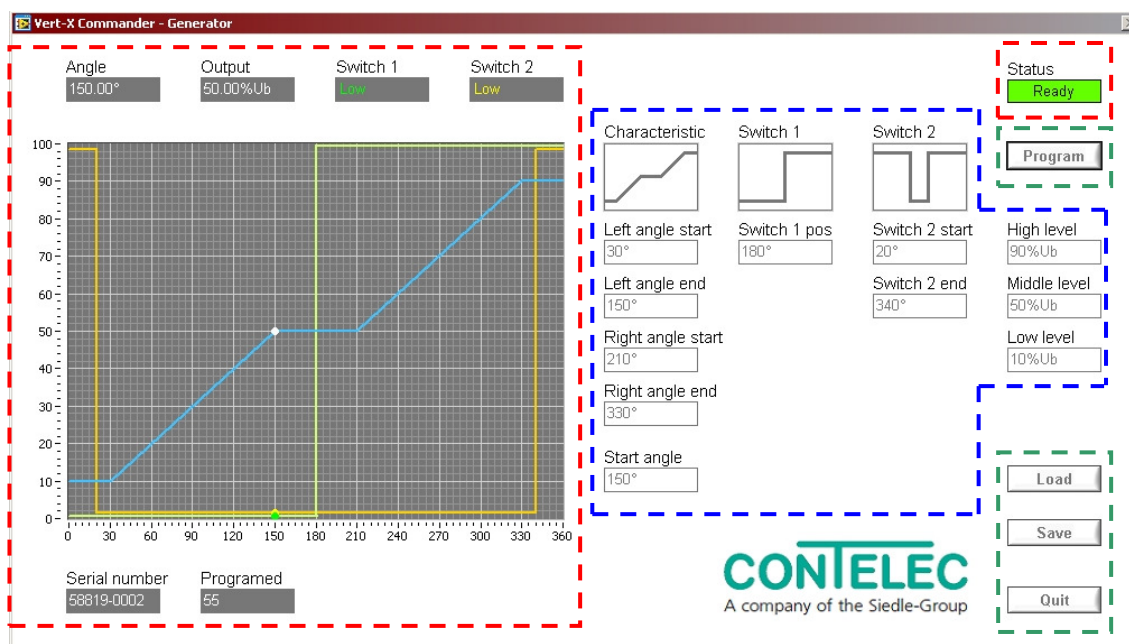 Vert-X Commander - Generator
Angle Output Switch 1 Switch 2
150.00° 50.00%Ub Low Low
100
90
80
70
60
50
40
30
20
10
0
0 30 60 90 120 150 180 210 240 270 300 330 360
Serial number Programed
58819-0002 55
Characteristic Switch 1 Switch 2
Left angle start Switch 1 pos Switch 2 start High level
30° 180° 20° 90%Ub
Left angle end Switch 2 end Middle level
150° 340° 50%Ub
Right angle start Low level
210° 10%Ub
Right angle end
330°
Start angle
150°
Status
Ready
Program
Load
Save
Quit
CONTELEC
A company of the Siedle-Group